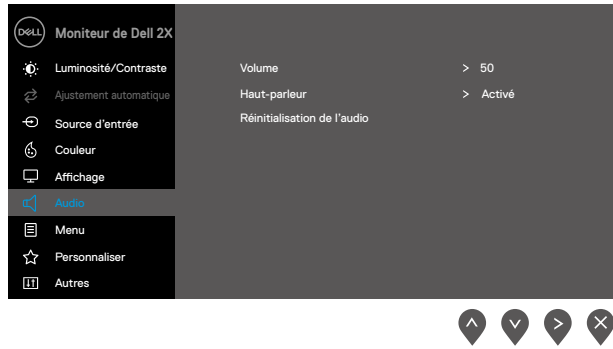 DELL Moniteur de Dell 2X
Luminosité/Contraste Volume > 50
Ajustement automatique Haut-parleur > Activé
Source d'entrée Réinitialisation de l'audio
Couleur
Affichage
Audio
Menu
Personnaliser
Autres